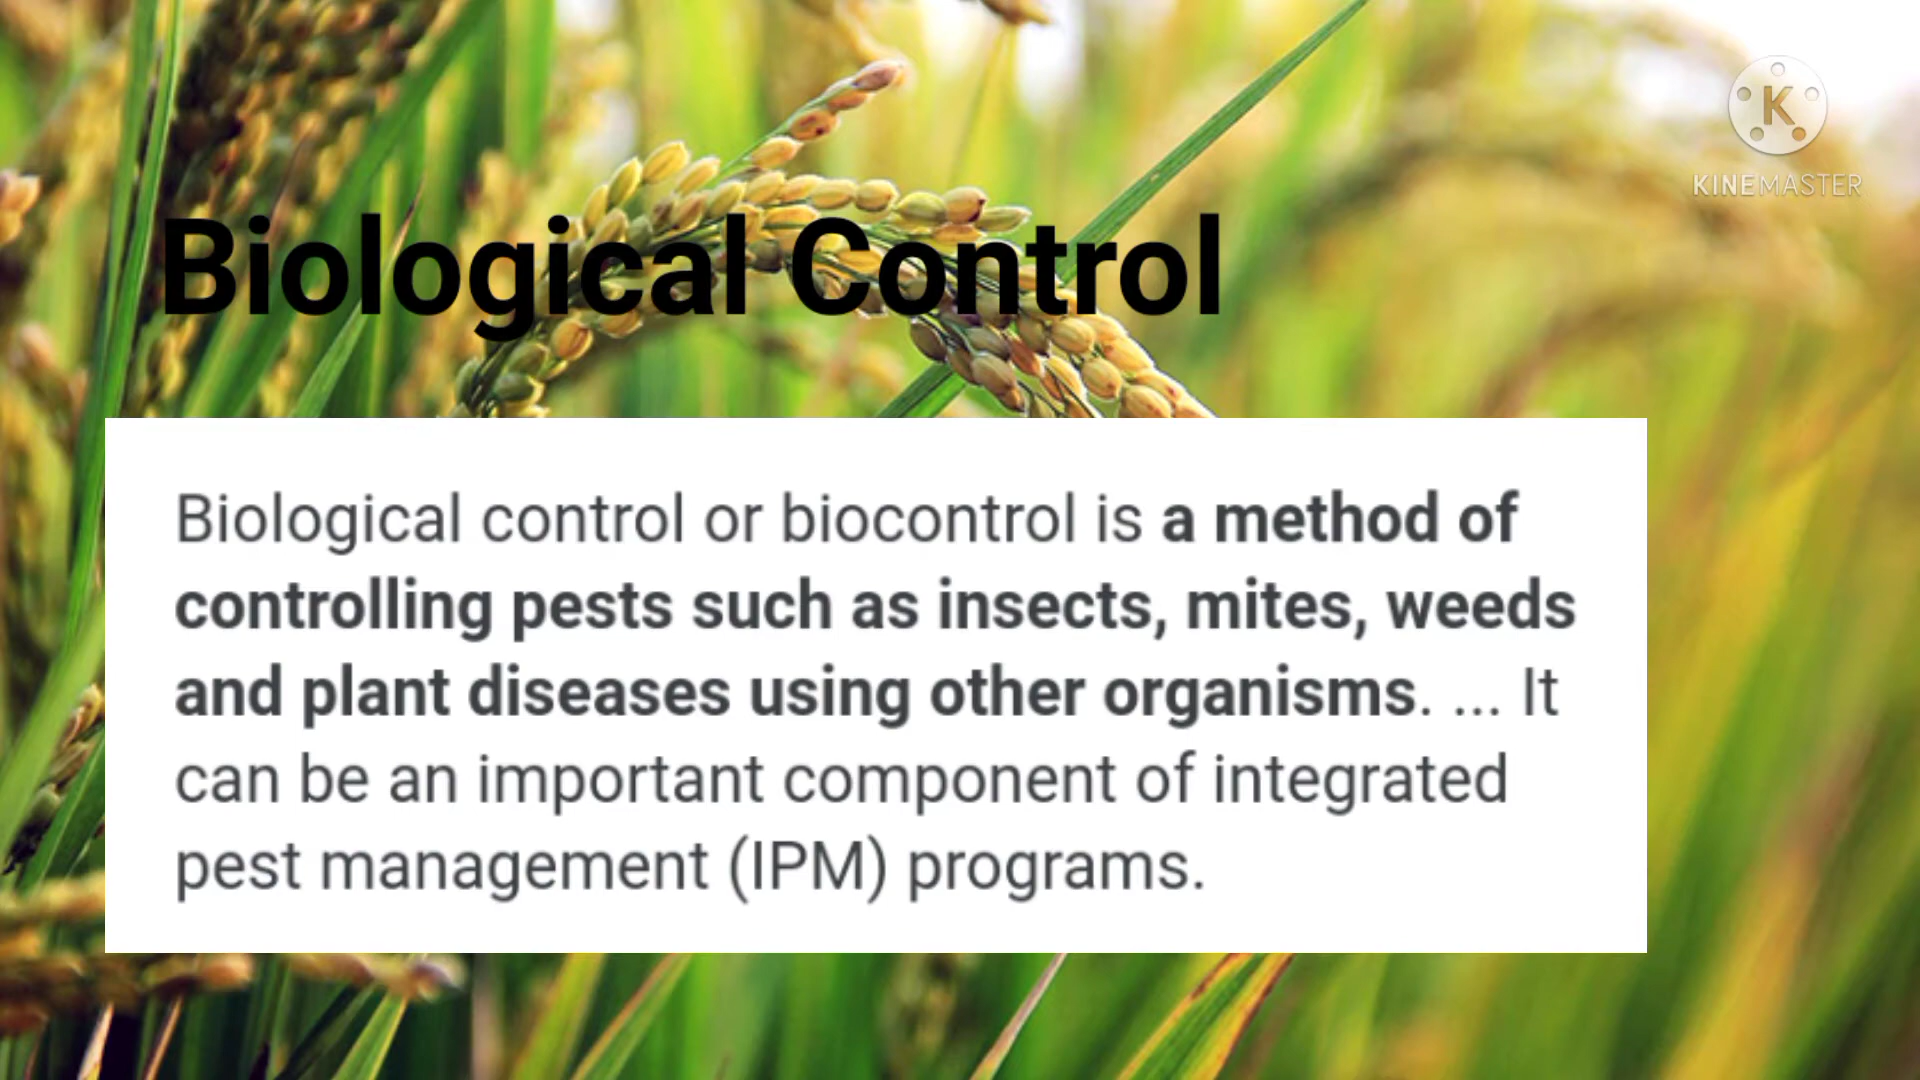 K
KINEMASTER
Biological Control
Biological control or biocontrol is a method of
controlling pests such as insects, mites, weeds
and plant diseases using other organisms. ... It
can be an important component of integrated
pest management (IPM) programs.